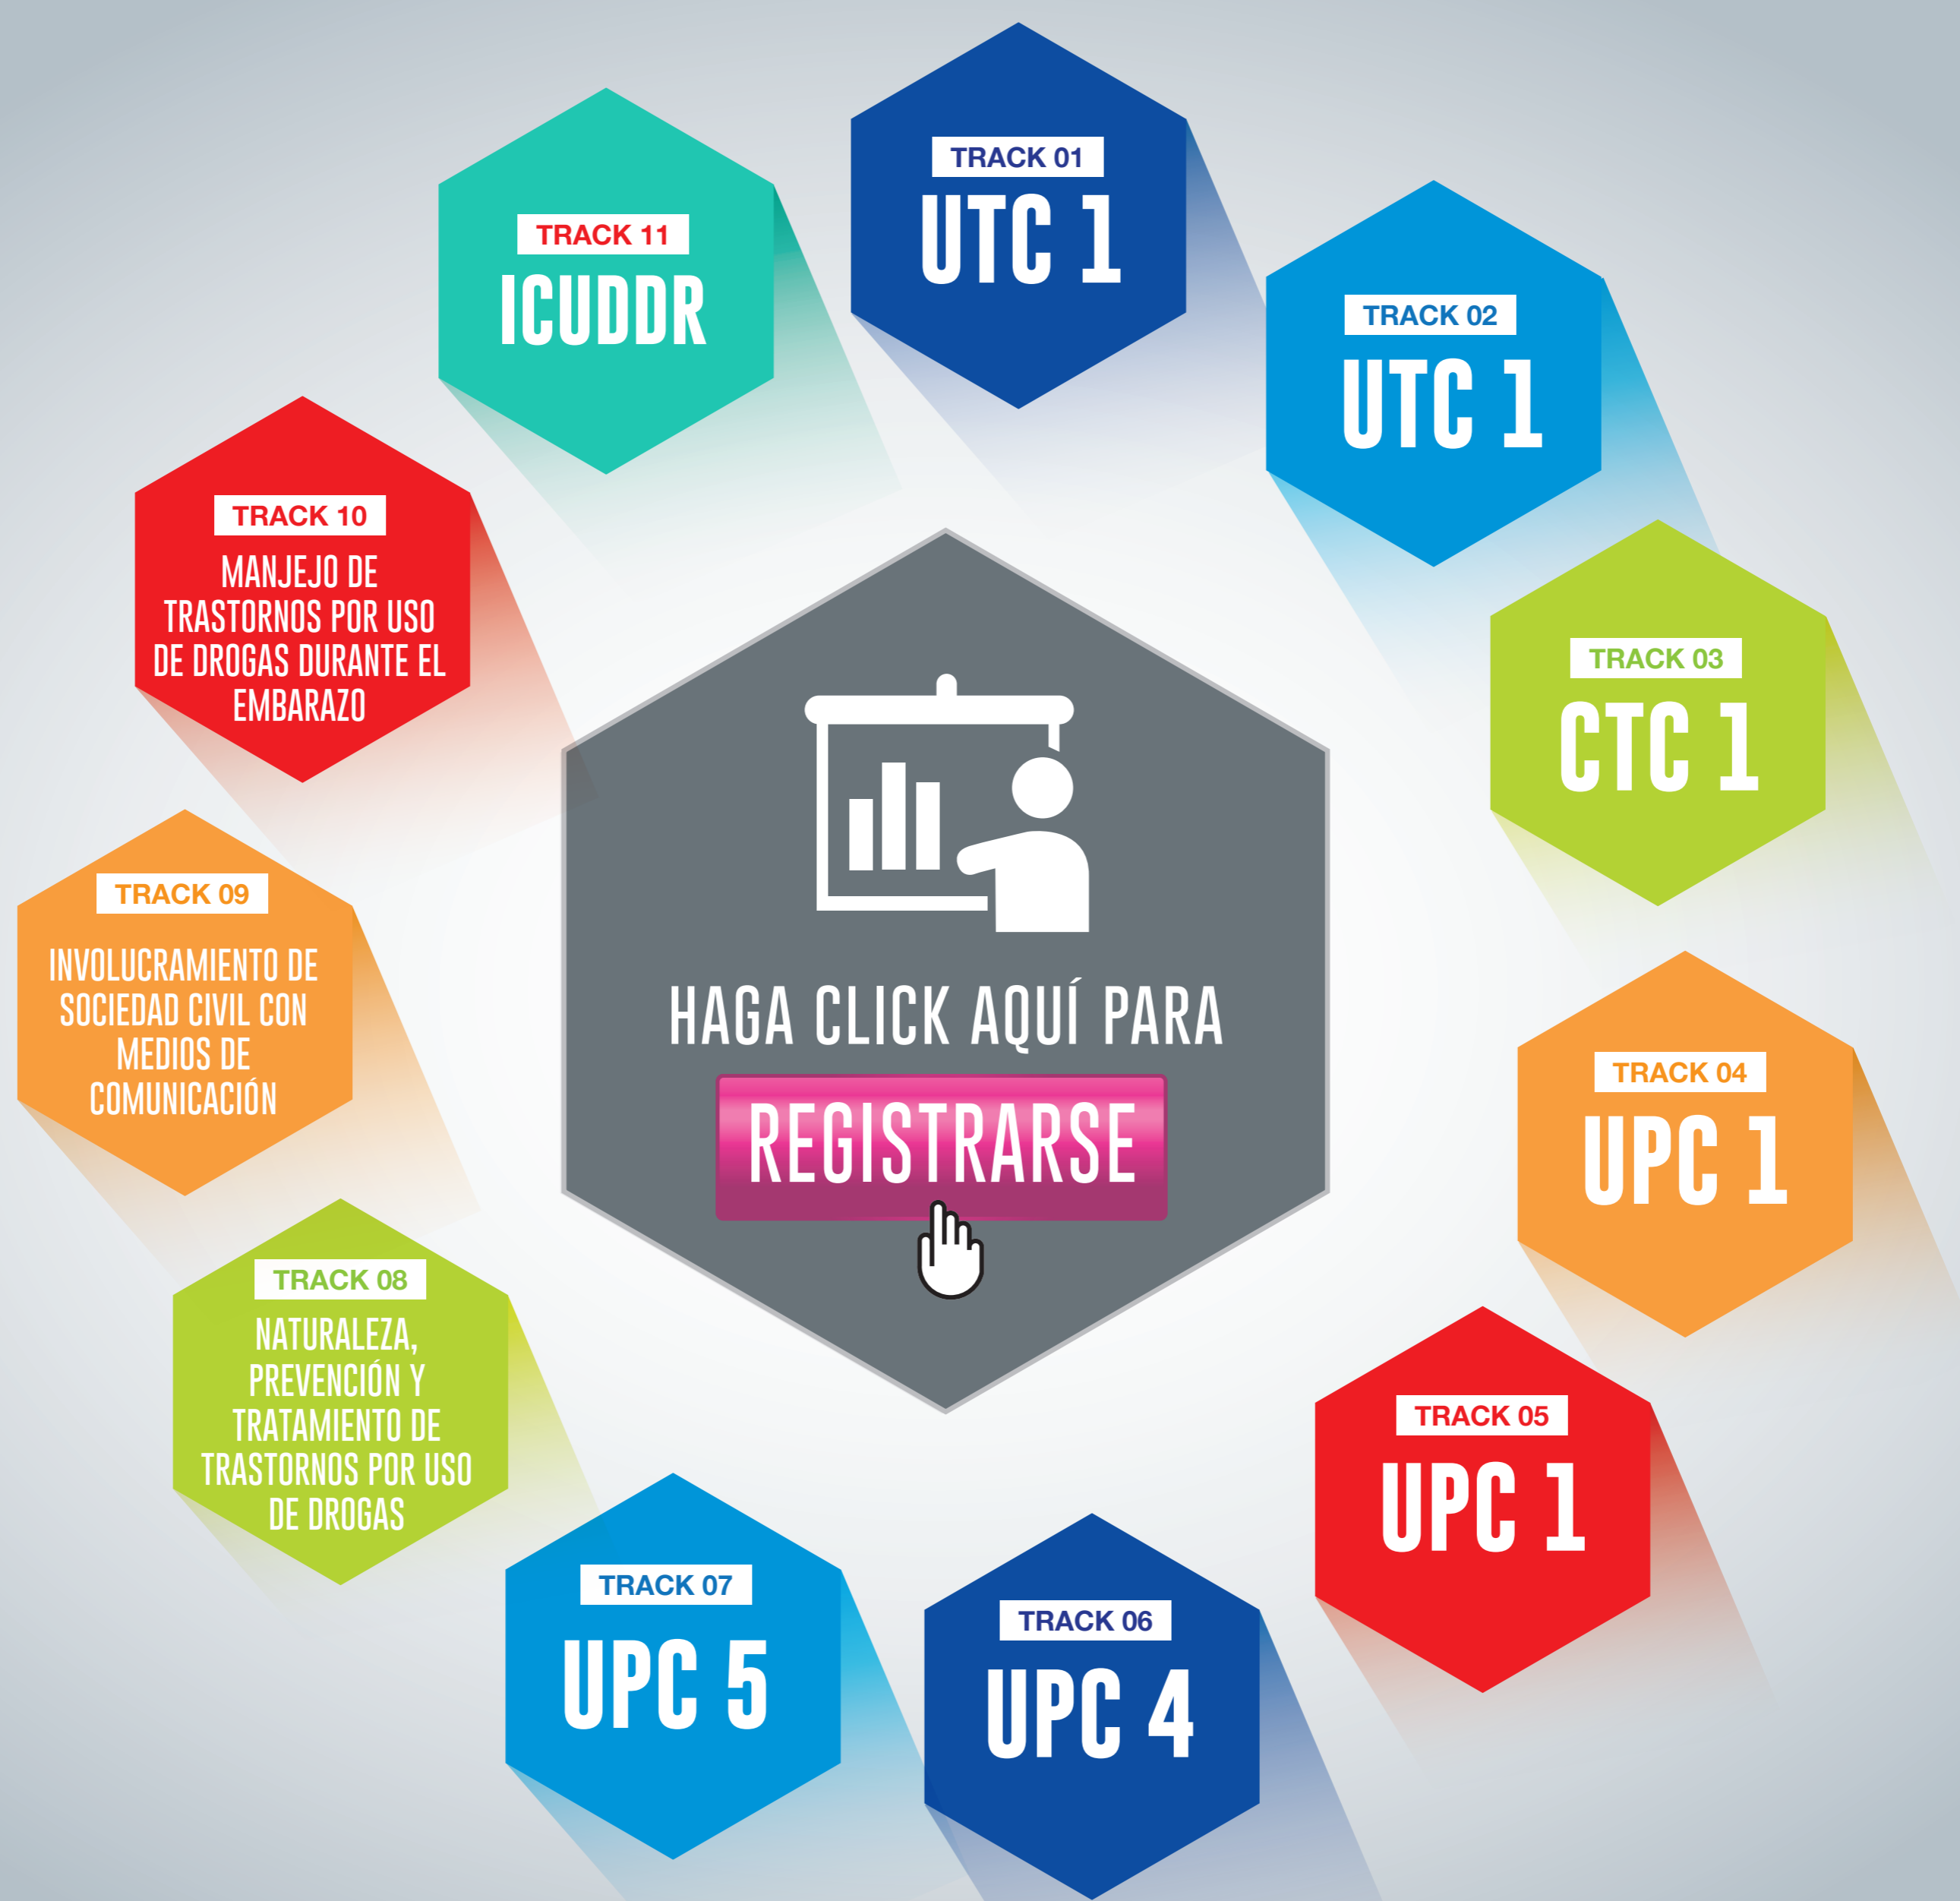 TRACK 01
UTC 1
TRACK 02
UTC 1
TRACK 03
CTC 1
TRACK 04
UPC 1
TRACK 05
UPC 1
TRACK 06
UPC 4
TRACK 07
UPC 5
TRACK 08
NATURALEZA,
PREVENCIÓN Y
TRATAMIENTO DE
TRASTORNOS POR USO
DE DROGAS
TRACK 09
INVOLUCRAMIENTO DE
SOCIEDAD CIVIL CON
MEDIOS DE
COMUNICACIÓN
TRACK 10
MANJEJO DE
TRASTORNOS POR USO
DE DROGAS DURANTE EL
EMBARAZO
TRACK 11
ICUDDR
HAGA CLICK AQUÍ PARA
REGISTRARSE